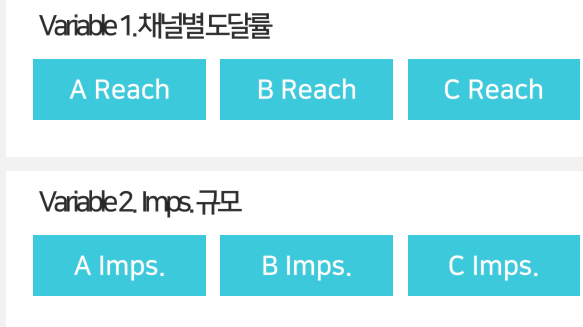 Variable 1.채널별 도달률
A Reach
B Reach
C Reach
Variable 2. Imps. 규모
A Imps.
B Imps.
C Imps.